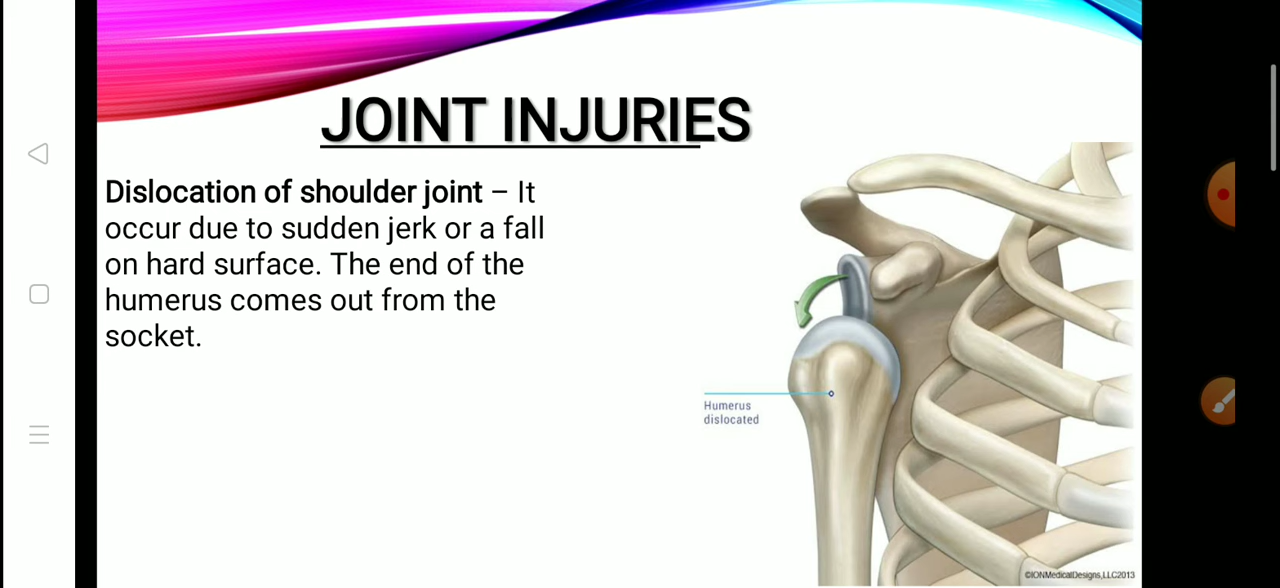 JOINT INJURIES
Dislocation of shoulder joint – It
occur due to sudden jerk or a fall
on hard surface. The end of the
humerus comes out from the
socket.
Humerus
dislocated
©IONMedicalDesigns,LLC2013